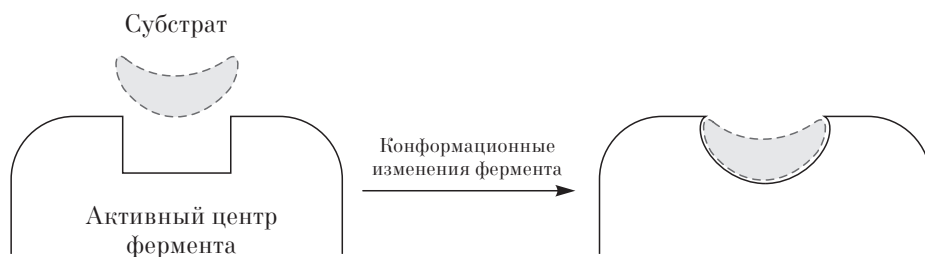 Субстрат
Конформационные
изменения фермента
Активный центр
фермента